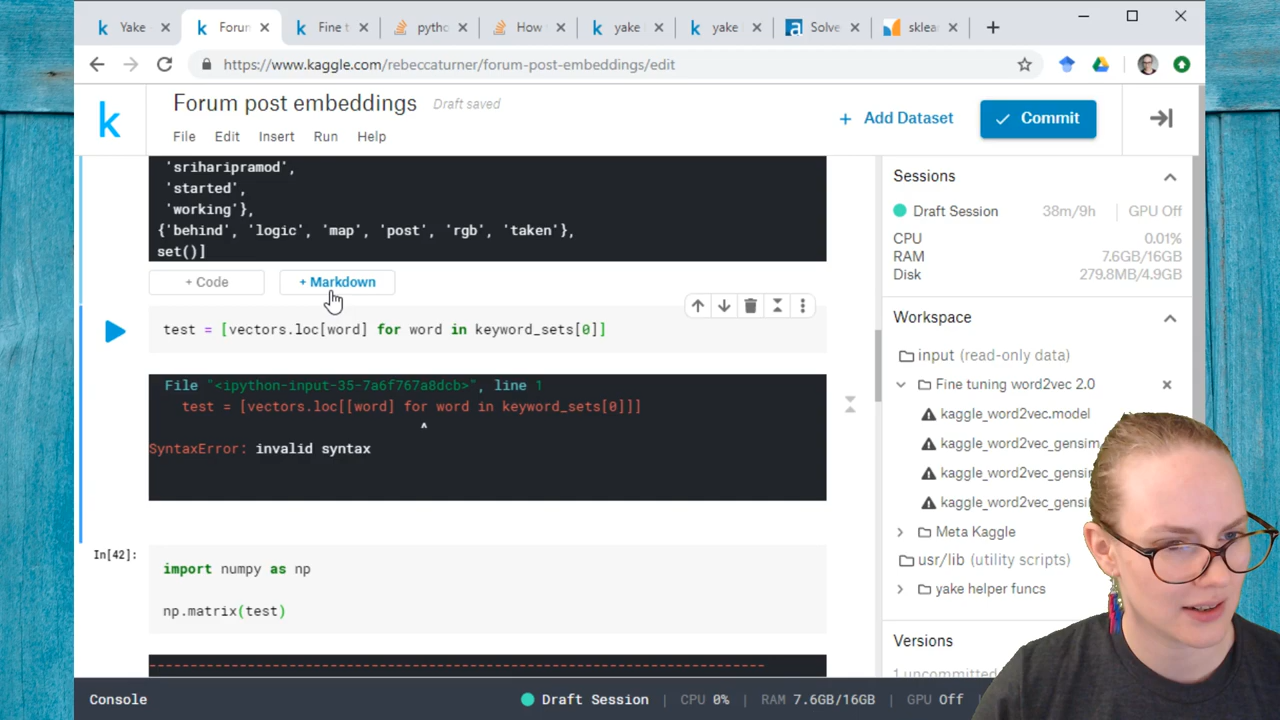 Yake
Forum
Fine t
pytho
How
yake
yake
Solve
sklea
https://www.kaggle.com/rebeccaturner/forum-post-embeddings/edit
k
Forum post embeddings
Draft saved
File
Edit
Insert
Run
Help
+ Add Dataset
Commit
'sriharipramod',
'started',
'working'},
{'behind', 'logic', 'map', 'post', 'rgb', 'taken'},
set()]
+ Code
+ Markdown
test = [vectors.loc[word] for word in keyword_sets[0]]
File "<ipython-input-35-7a6f767a8dcb>", line 1
test = [vectors.loc[[word] for word in keyword_sets[0]]]
^
SyntaxError: invalid syntax
In[42]:
import numpy as np
np.matrix(test)
Sessions
Draft Session
38m/9h
GPU Off
CPU
0.01%
RAM
7.6GB/16GB
Disk
279.8MB/4.9GB
Workspace
input (read-only data)
Fine tuning word2vec 2.0
kaggle_word2vec.model
kaggle_word2vec_gensi
kaggle_word2vec_gensi
kaggle_word2vec_gensi
Meta Kaggle
usr/lib (utility scripts)
yake helper funcs
Versions
1 uncommitted
Console
Draft Session
CPU 0%
RAM 7.6GB/16GB
GPU Off